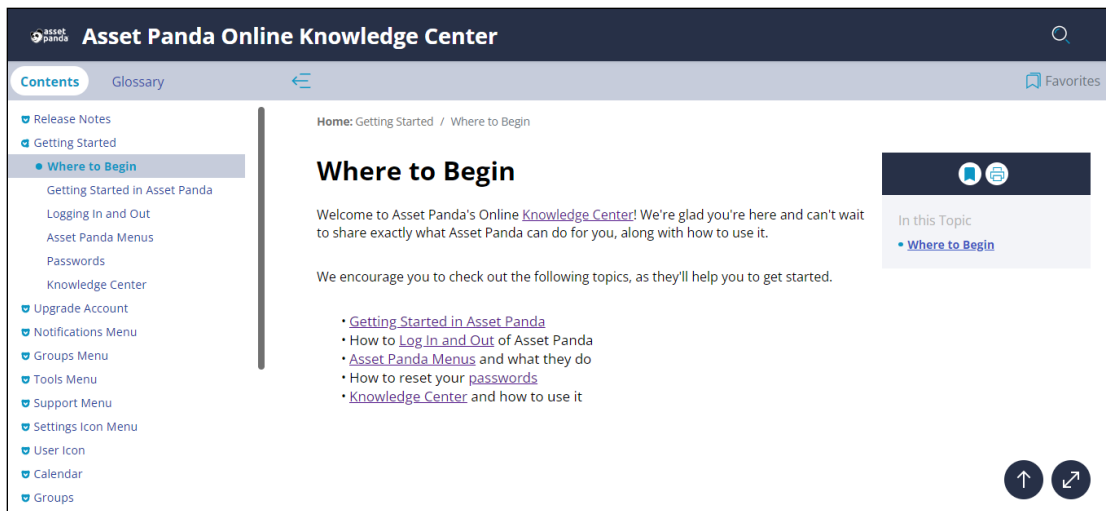 asset panda Asset Panda Online Knowledge Center
Contents Glossary Favorites
Release Notes
Getting Started
Where to Begin
Getting Started in Asset Panda
Logging In and Out
Asset Panda Menus
Passwords
Knowledge Center
Upgrade Account
Notifications Menu
Groups Menu
Tools Menu
Support Menu
Settings Icon Menu
User Icon
Calendar
Groups
Home: Getting Started / Where to Begin
Where to Begin
Welcome to Asset Panda's Online Knowledge Center! We're glad you're here and can't wait
to share exactly what Asset Panda can do for you, along with how to use it.
We encourage you to check out the following topics, as they'll help you to get started.
• Getting Started in Asset Panda
• How to Log In and Out of Asset Panda
• Asset Panda Menus and what they do
• How to reset your passwords
• Knowledge Center and how to use it
In this Topic
• Where to Begin